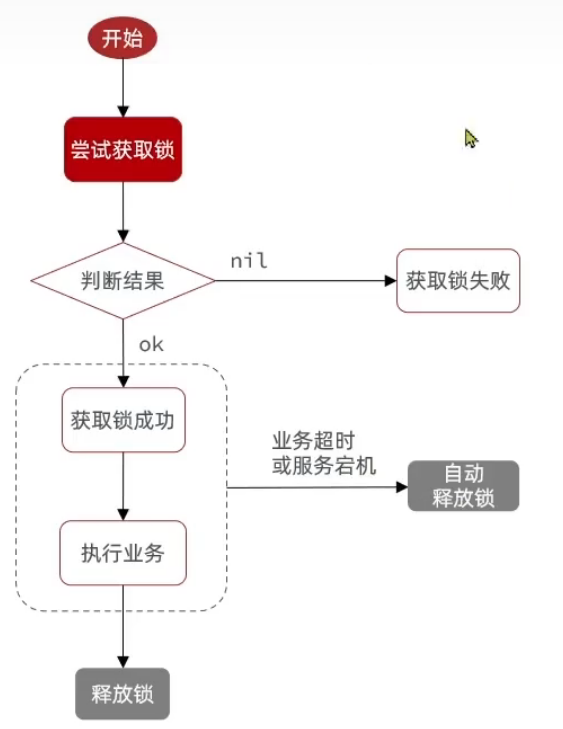 开始
尝试获取锁
判断结果
nil
获取锁失败
ok
获取锁成功
业务超时
或服务宕机
自动
释放锁
执行业务
释放锁